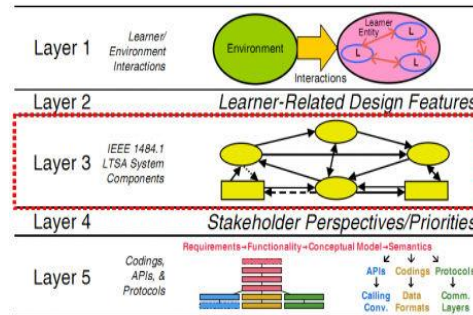 Layer 1
Learner/
Environment
Interactions
Environment
Interactions
Learner
Entity
L
L
L
Layer 2
Learner-Related Design Features
Layer 3
IEEE 1484.1
LTSA System
Components
Layer 4
Stakeholder Perspectives/Priorities
Layer 5
Codings,
APIs, &
Protocols
Requirements→Functionality→Conceptual Model→Semantics
APIs Codings Protocols
Calling Conv.
Data Formats
Comm. Layers